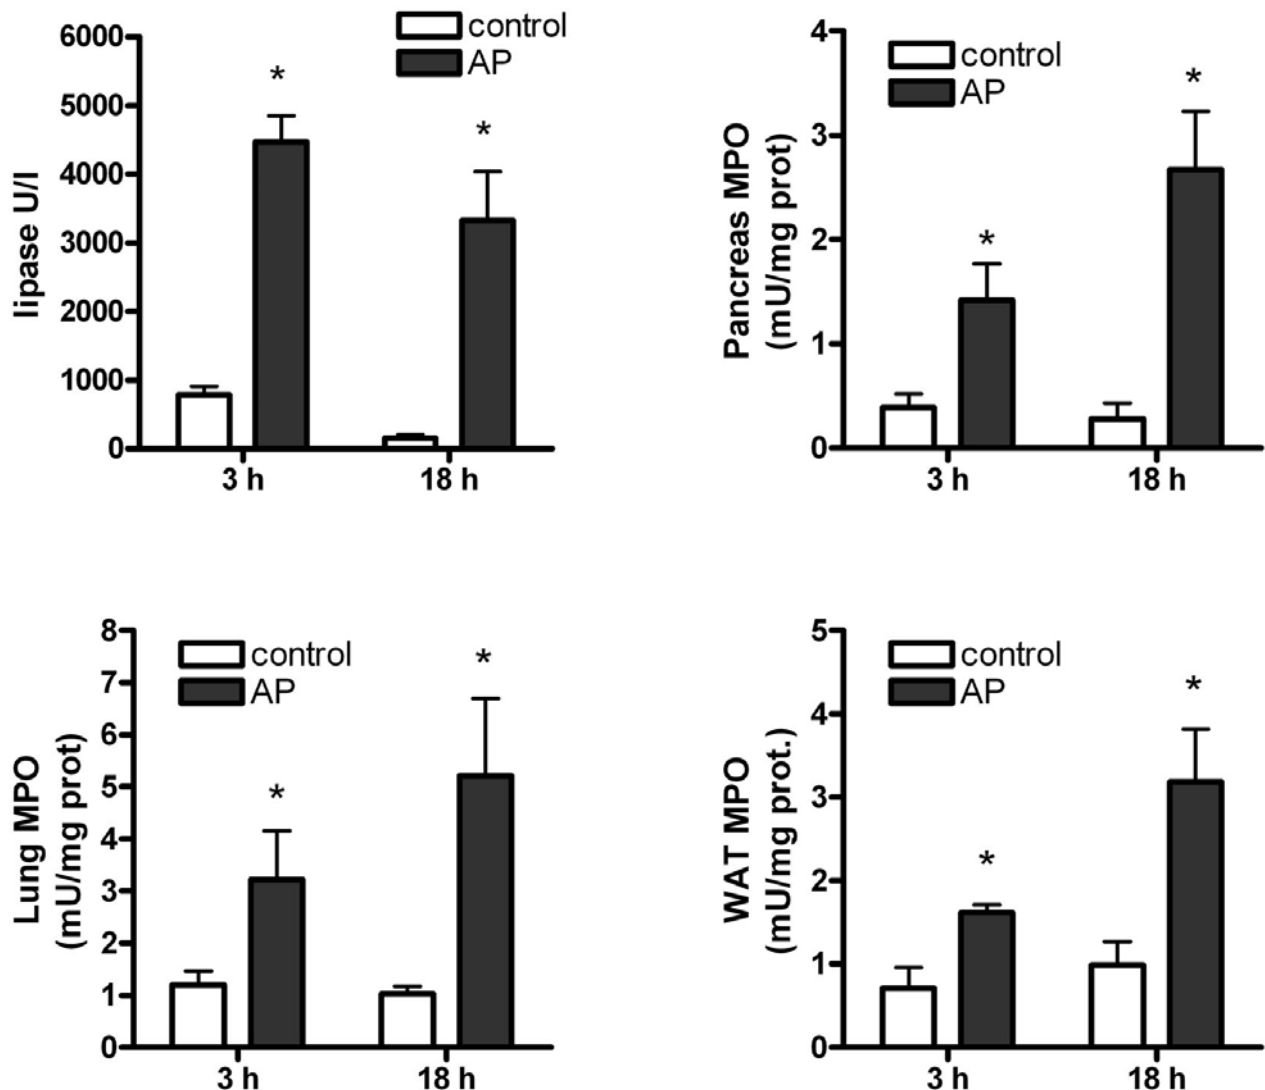 lipase U/l
6000
5000
4000
3000
2000
1000
0
control
AP
*
*
3 h
18 h
Pancreas MPO
(mU/mg prot)
4
3
2
1
0
control
AP
*
*
3 h
18 h
Lung MPO
(mU/mg prot)
8
7
6
5
4
3
2
1
0
control
AP
*
*
3 h
18 h
WAT MPO
(mU/mg prot.)
5
4
3
2
1
0
control
AP
*
*
3 h
18 h